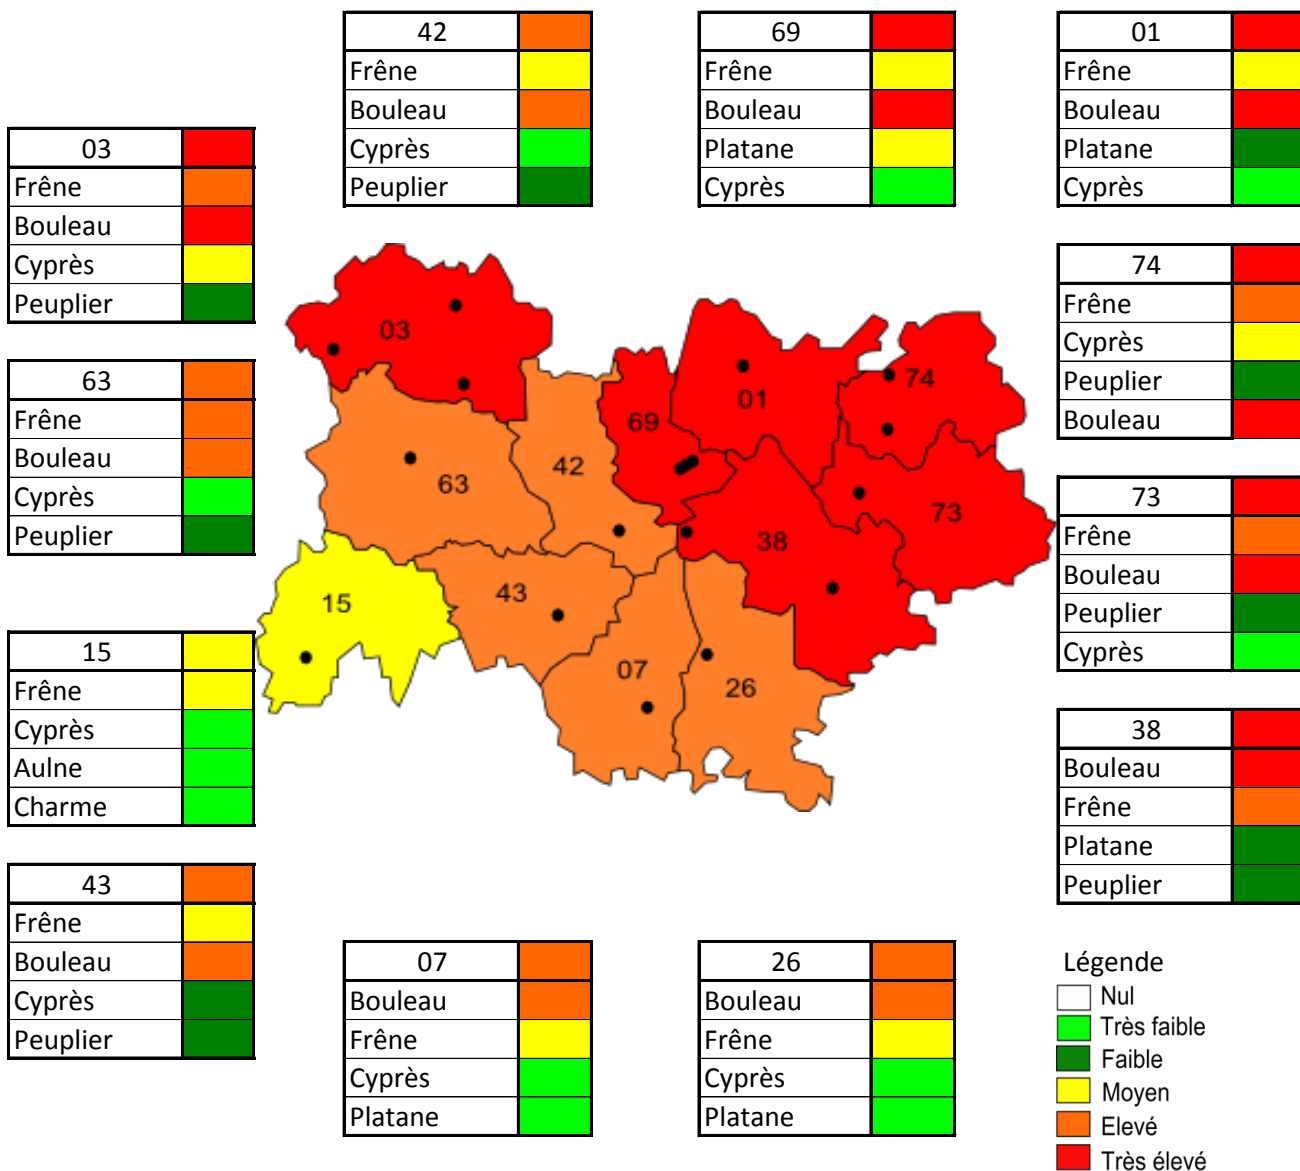 42
Frêne
Bouleau
Cyprès
Peuplier
69
Frêne
Bouleau
Platane
Cyprès
01
Frêne
Bouleau
Platane
Cyprès
03
Frêne
Bouleau
Cyprès
Peuplier
63
Frêne
Bouleau
Cyprès
Peuplier
15
Frêne
Cyprès
Aulne
Charme
43
Frêne
Bouleau
Cyprès
Peuplier
03
74
01
69
42
63
73
38
43
15
07
26
74
Frêne
Cyprès
Peuplier
Bouleau
73
Frêne
Bouleau
Peuplier
Cyprès
38
Bouleau
Frêne
Platane
Peuplier
07
Bouleau
Frêne
Cyprès
Platane
26
Bouleau
Frêne
Cyprès
Platane
Légende
Nul
Très faible
Faible
Moyen
Elevé
Très élevé